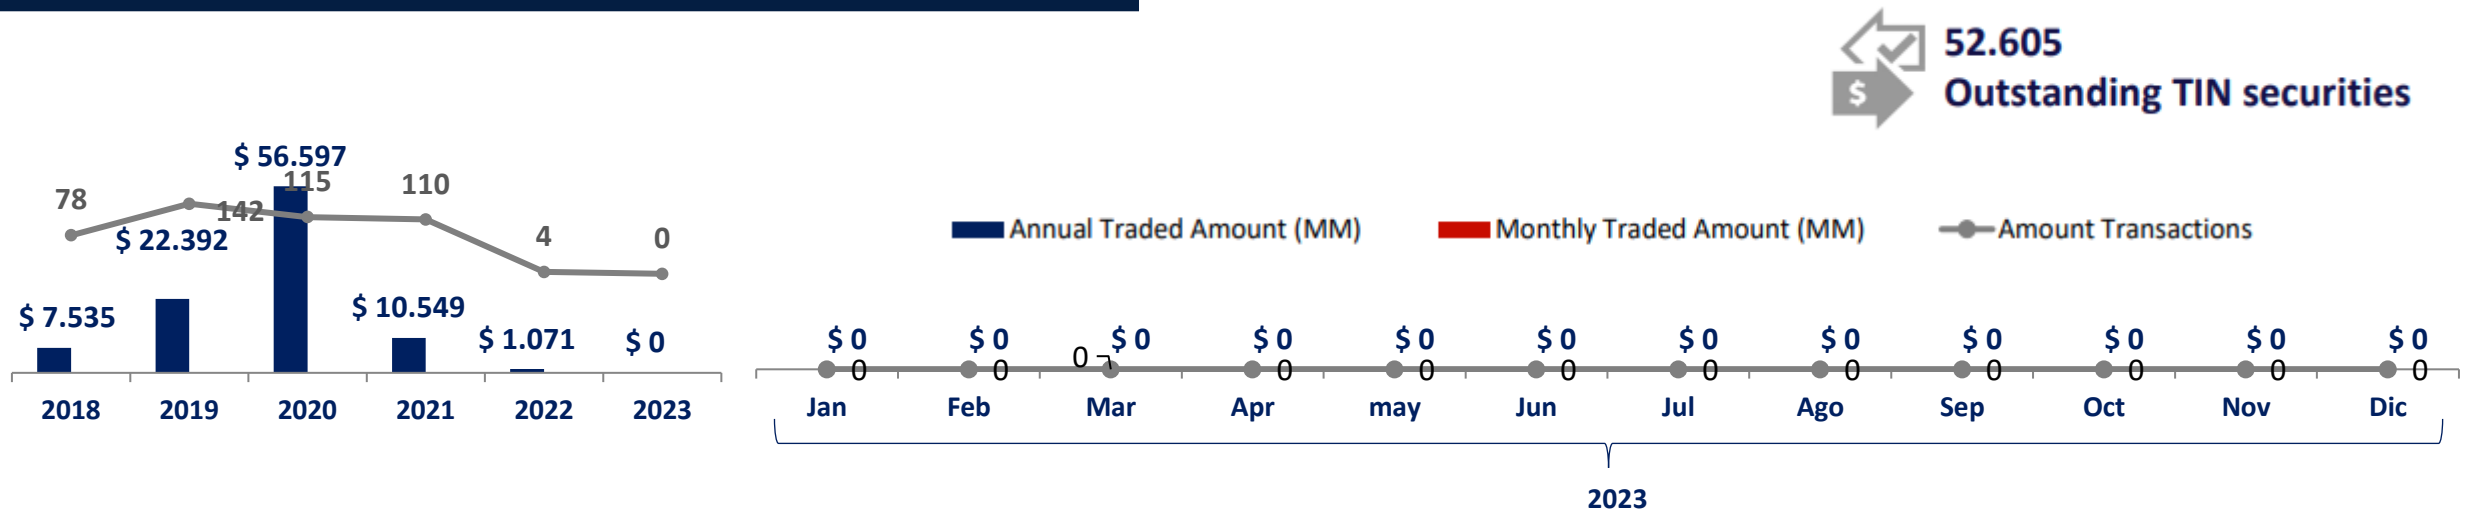 52.605
Outstanding TIN securities
$
$ 56.597
78
142
115
110
4
0
$ 22.392
$ 7.535
$ 10.549
$ 1.071
$ 0
2018 2019 2020 2021 2022 2023
Annual Traded Amount (MM) Monthly Traded Amount (MM) Amount Transactions
$ 0 $ 0 $ 0 $ 0 $ 0 $ 0 $ 0 $ 0 $ 0 $ 0 $ 0 $ 0
0 0 0 0 0 0 0 0 0 0 0 0
Jan Feb Mar Apr may Jun Jul Ago Sep Oct Nov Dic
2023